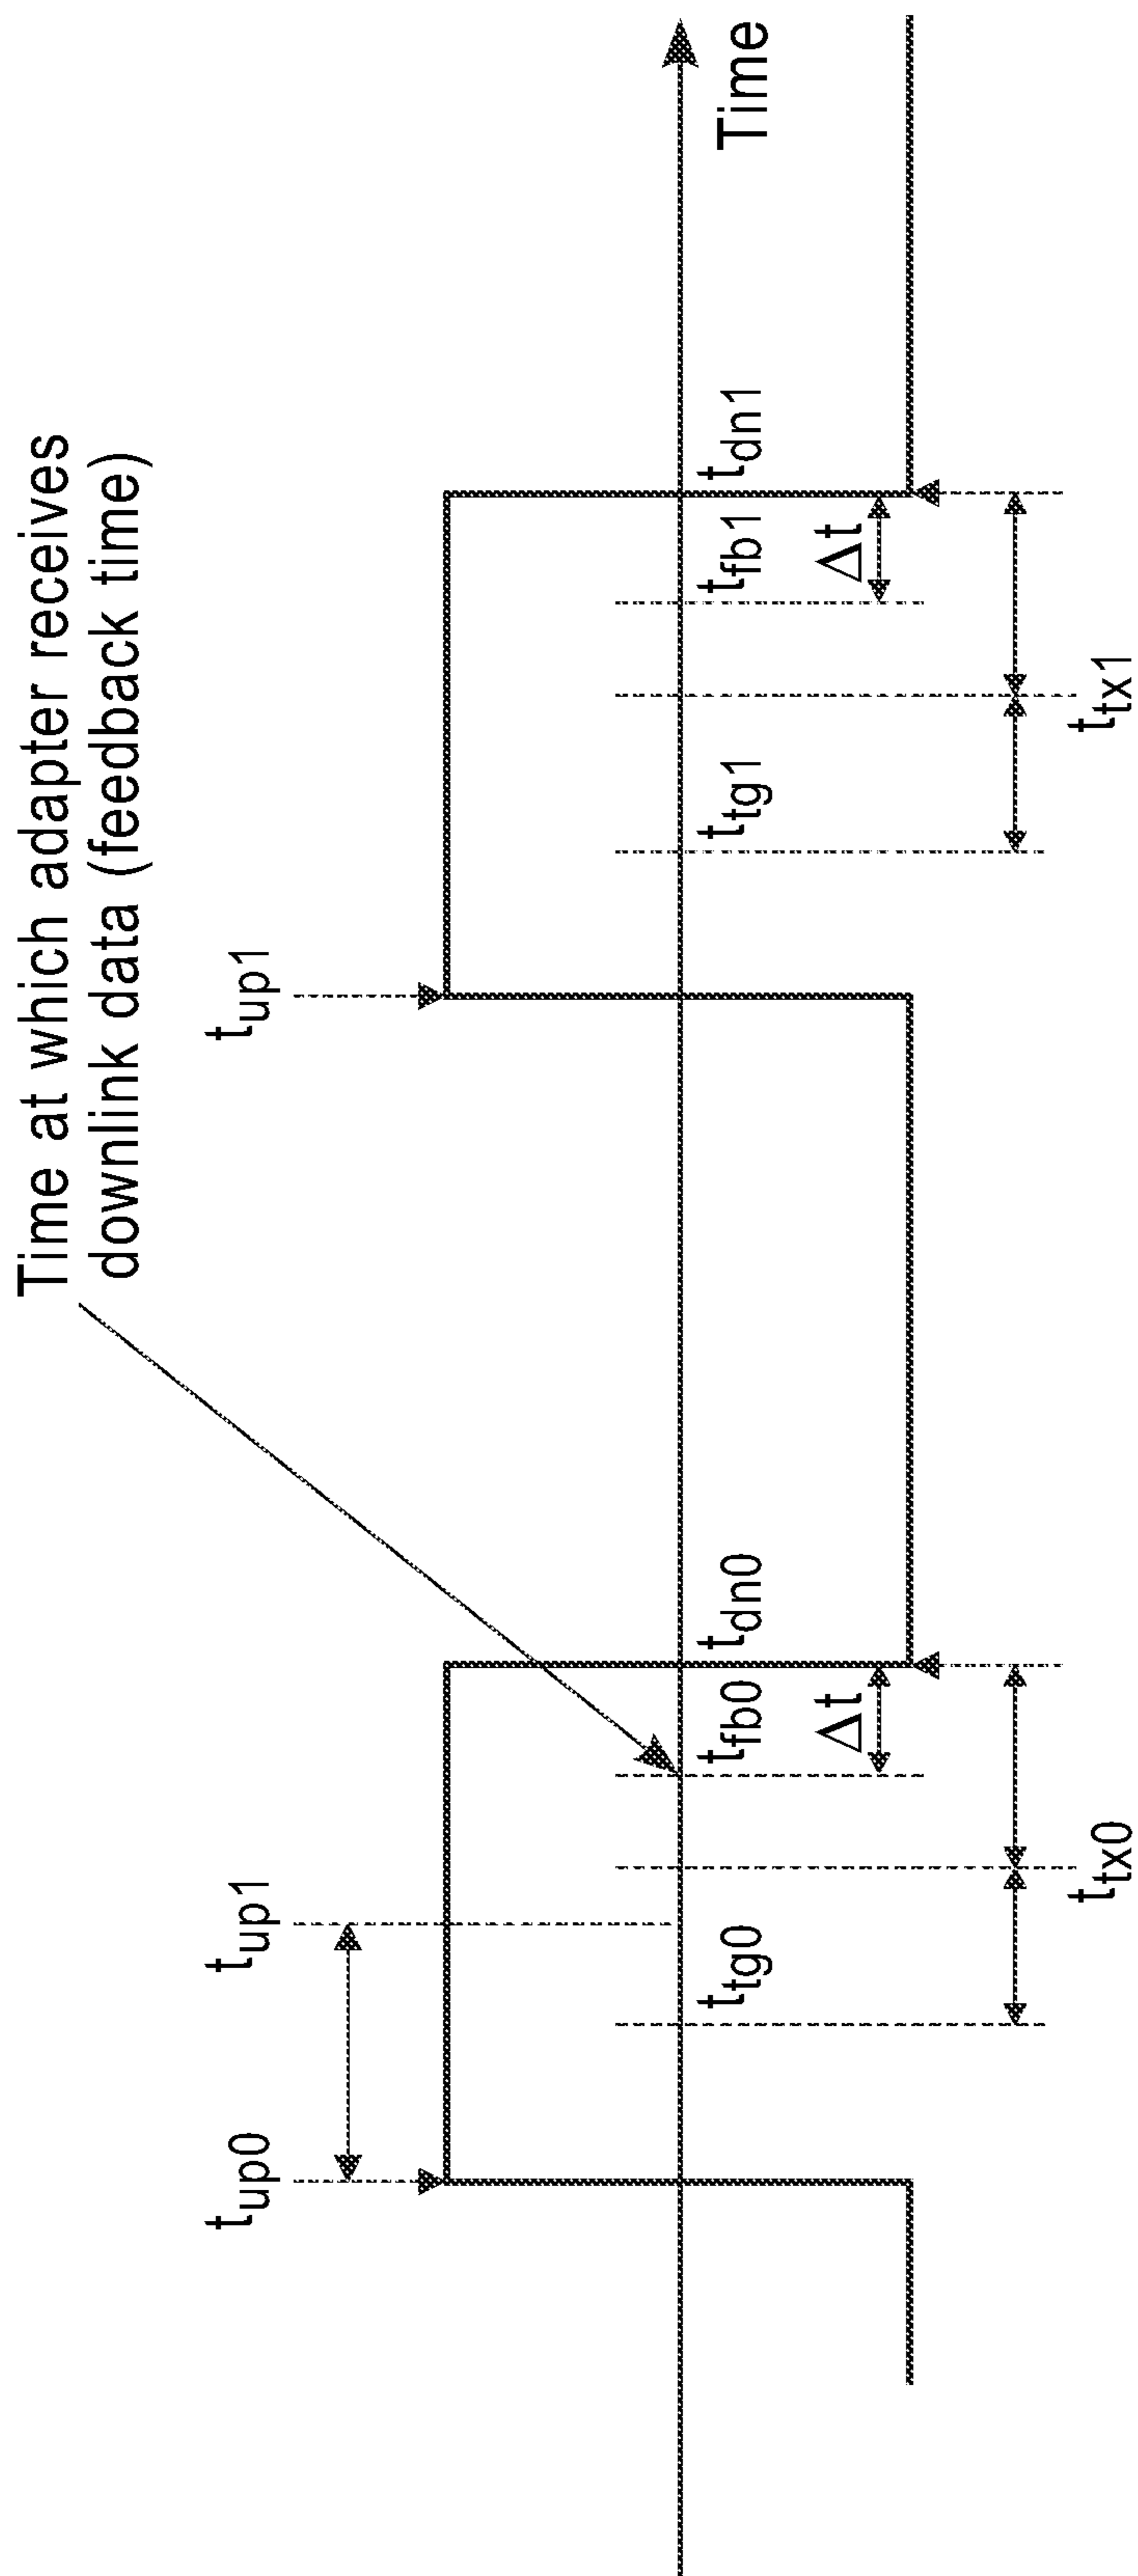 Time at which adapter receives
downlink data (feedback time)
t_up0
t_up1
t_up1
t_tg0
t_fb0
t_dn0
t_tg1
t_fb1
t_dn1
Time
Δt
Δt
t_tx0
t_tx1